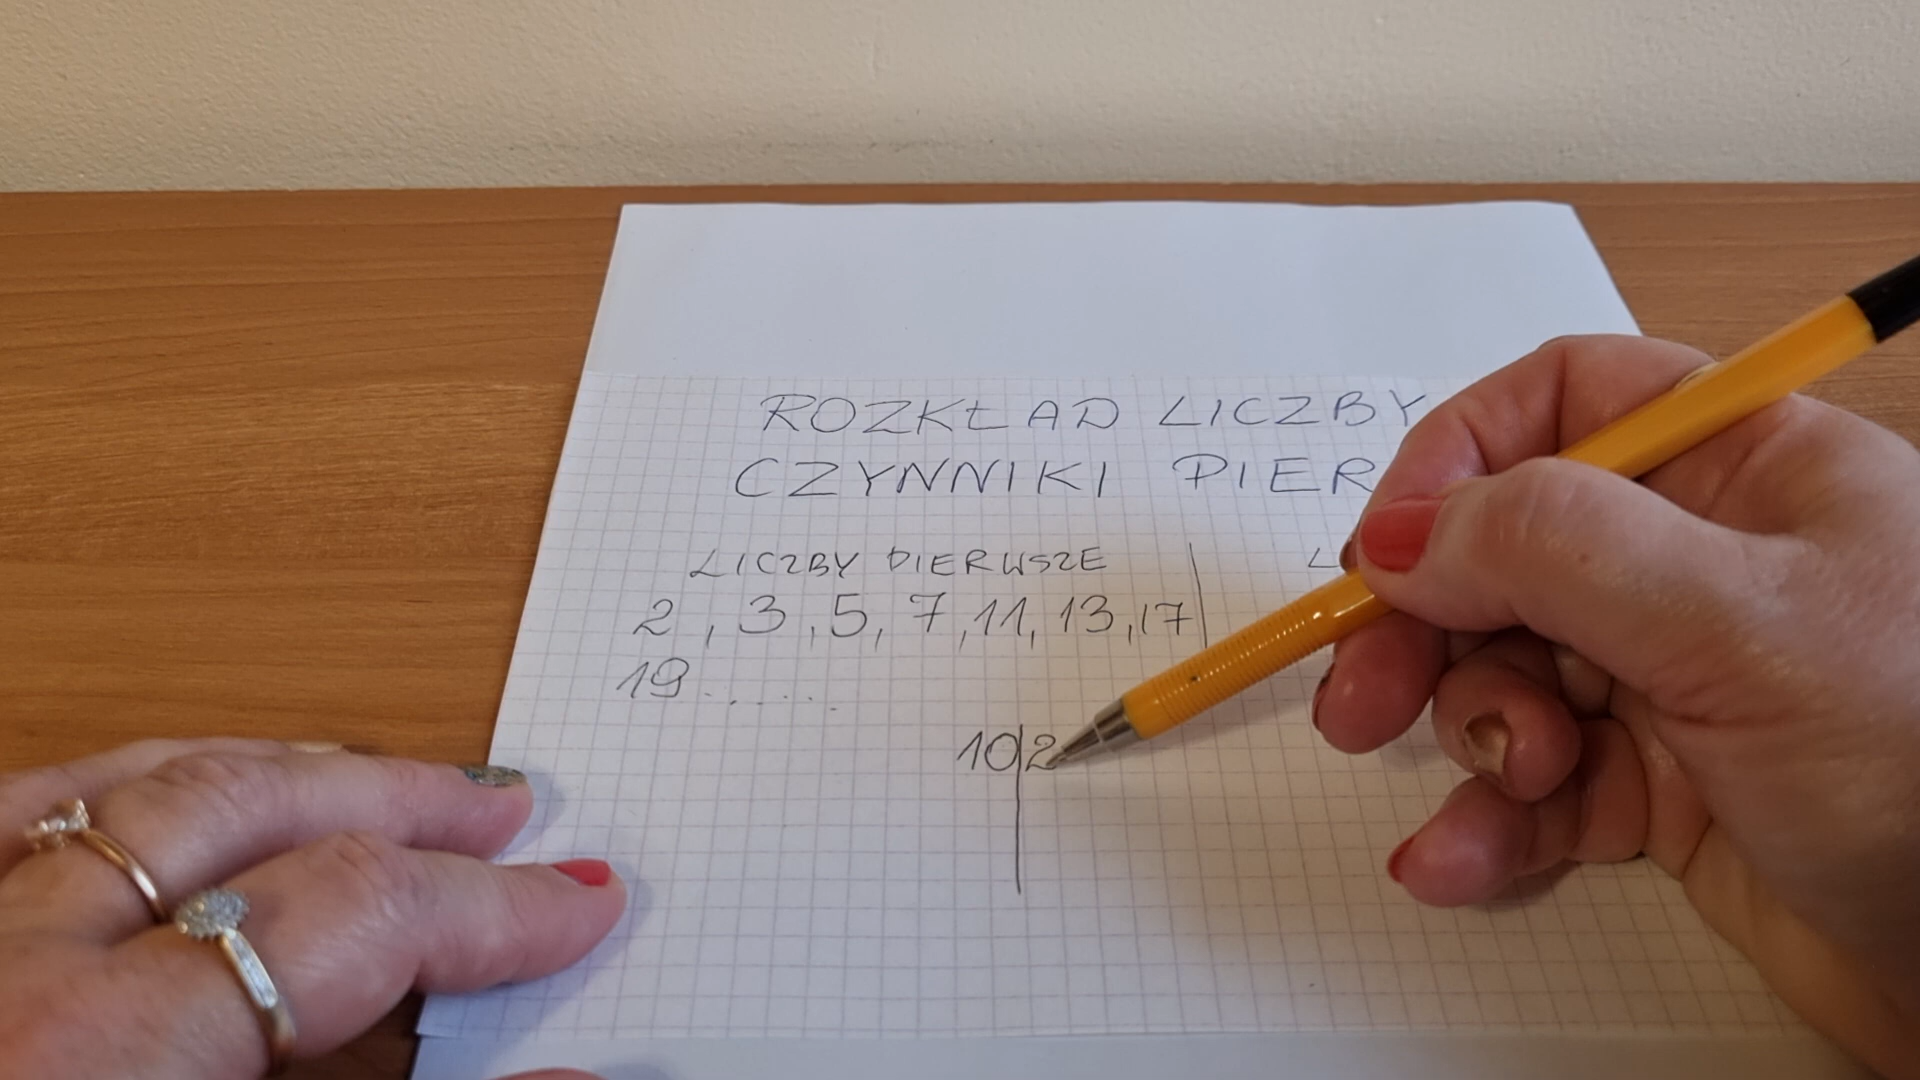 ROZKŁAD LICZBY
CZYNNIKI PIER
LICZBY PIERWSZE
2, 3, 5, 7, 11, 13, 17
19.....
10|2